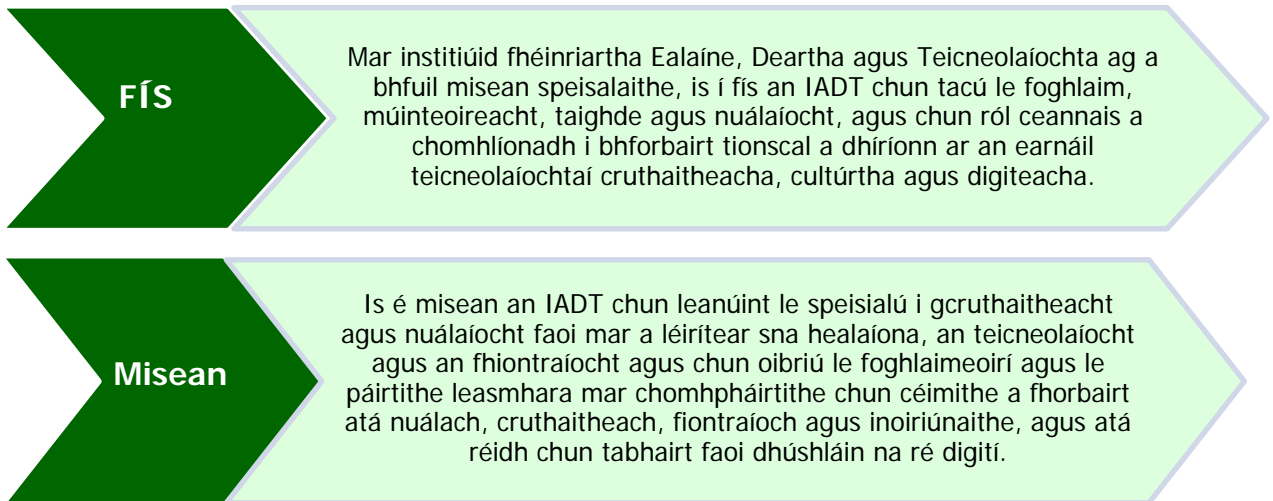 FÍS
Mar institiúid fhéinriartha Ealaíne, Deartha agus Teicneolaíochta ag a
bhfuil misean speisalaithe, is í fís an IADT chun tacú le foghlaim,
múinteoireacht, taighde agus nuálaíocht, agus chun ról ceannais a
chomhlíonadh i bhforbairt tionscal a dhíríonn ar an earnáil
teicneolaíochtaí cruthaitheacha, cultúrtha agus digiteacha.
Misean
Is é misean an IADT chun leanúint le speisialú i gcruthaitheacht
agus nuálaíocht faoi mar a léirítear sna healaíona, an teicneolaíocht
agus an fhiontraíocht agus chun oibriú le foghlaimeoirí agus le
páirtithe leasmhara mar chomhpháirtithe chun céimithe a fhorbairt
atá nuálach, cruthaitheach, fiontraíoch agus inoiriúnaithe, agus atá
réidh chun tabhairt faoi dhúshláin na ré digití.